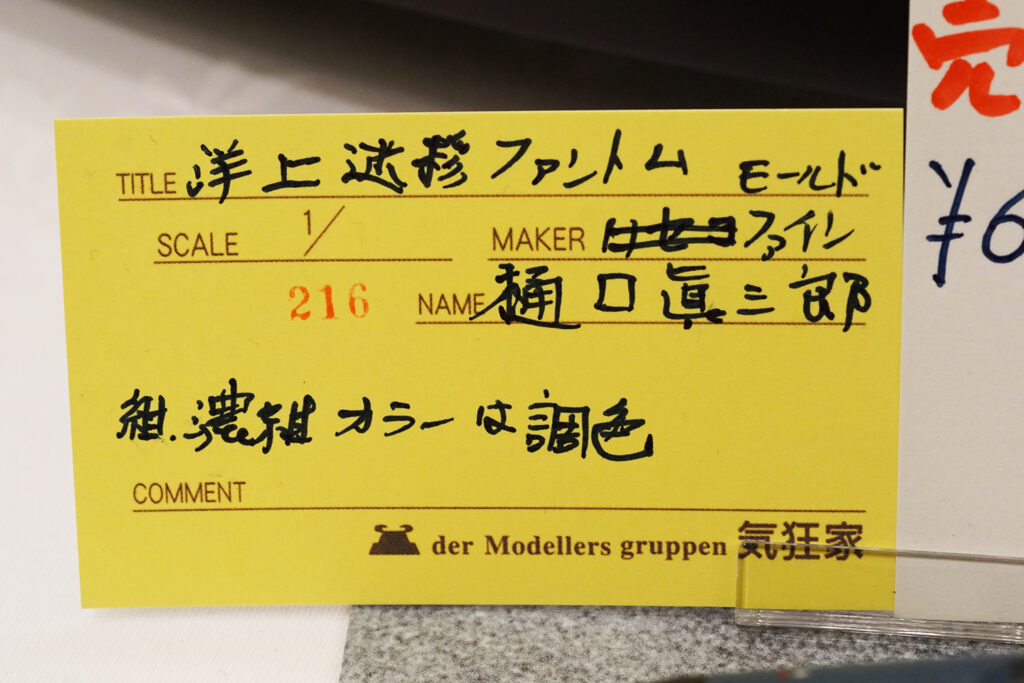 TITLE 洋上迷彩ファントム モールド
SCALE 1/
MAKER ファイン
216
NAME 樋口眞三郎
紺.濃紺カラーは調色
COMMENT
der Modellers gruppen 気狂家
完
¥6